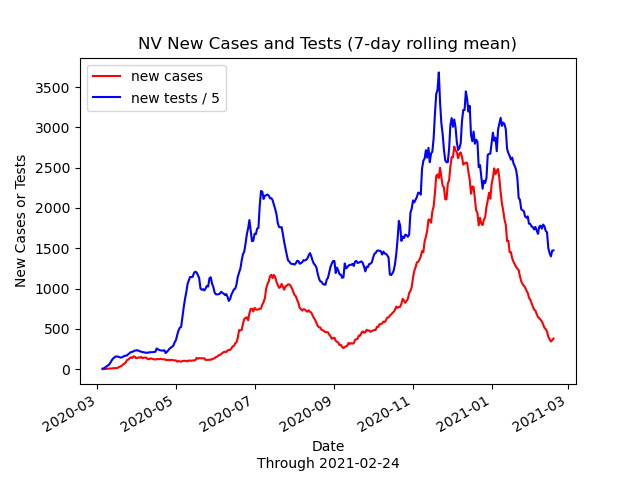 NV New Cases and Tests (7-day rolling mean)
new cases
new tests / 5
New Cases or Tests
3500
3000
2500
2000
1500
1000
500
0
2020-03
2020-05
2020-07
2020-09
2020-11
2021-01
2021-03
Date
Through 2021-02-24